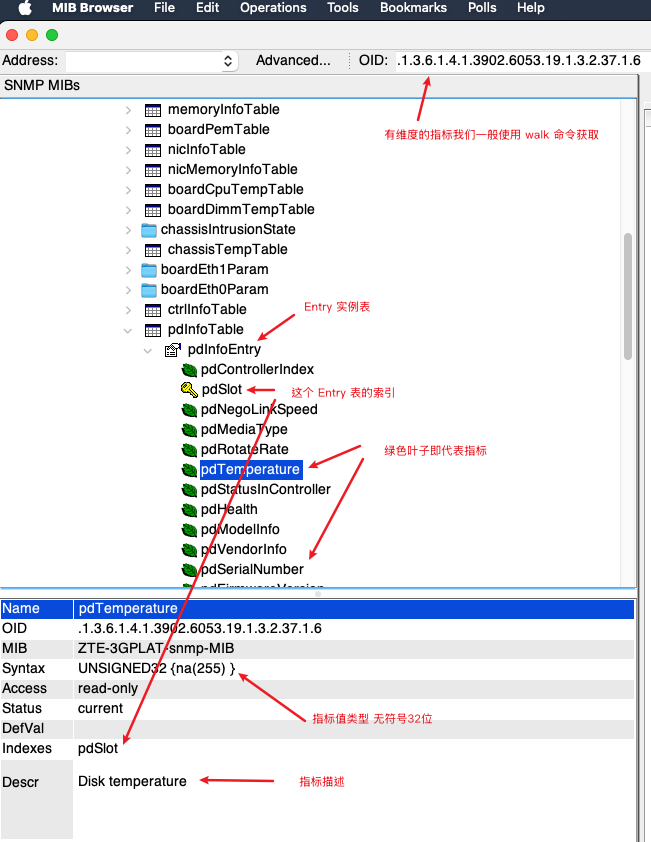 MIB Browser File Edit Operations Tools Bookmarks Polls Help
Address: Advanced... OID: .1.3.6.1.4.1.3902.6053.19.1.3.2.37.1.6
SNMP MIBs
memoryInfoTable
boardPemTable
有维度的指标我们一般使用 walk 命令获取
nicInfoTable
nicMemoryInfoTable
boardCpuTempTable
boardDimmTempTable
chassisIntrusionState
chassisTempTable
boardEth1Param
boardEth0Param
ctrlInfoTable
Entry 实例表
pdInfoTable
pdInfoEntry
pdControllerIndex
pdSlot
这个 Entry 表的索引
pdNegoLinkSpeed
pdMediaType
pdRotateRate
绿色叶子即代表指标
pdTemperature
pdStatusInController
pdHealth
pdModelInfo
pdVendorInfo
pdSerialNumber
pdFirmwareVersion
Name pdTemperature
OID .1.3.6.1.4.1.3902.6053.19.1.3.2.37.1.6
MIB ZTE-3GPLAT-snmp-MIB
Syntax UNSIGNED32 {na(255) }
Access read-only
Status current
指标值类型 无符号32位
DefVal
Indexes pdSlot
Descr Disk temperature
指标描述